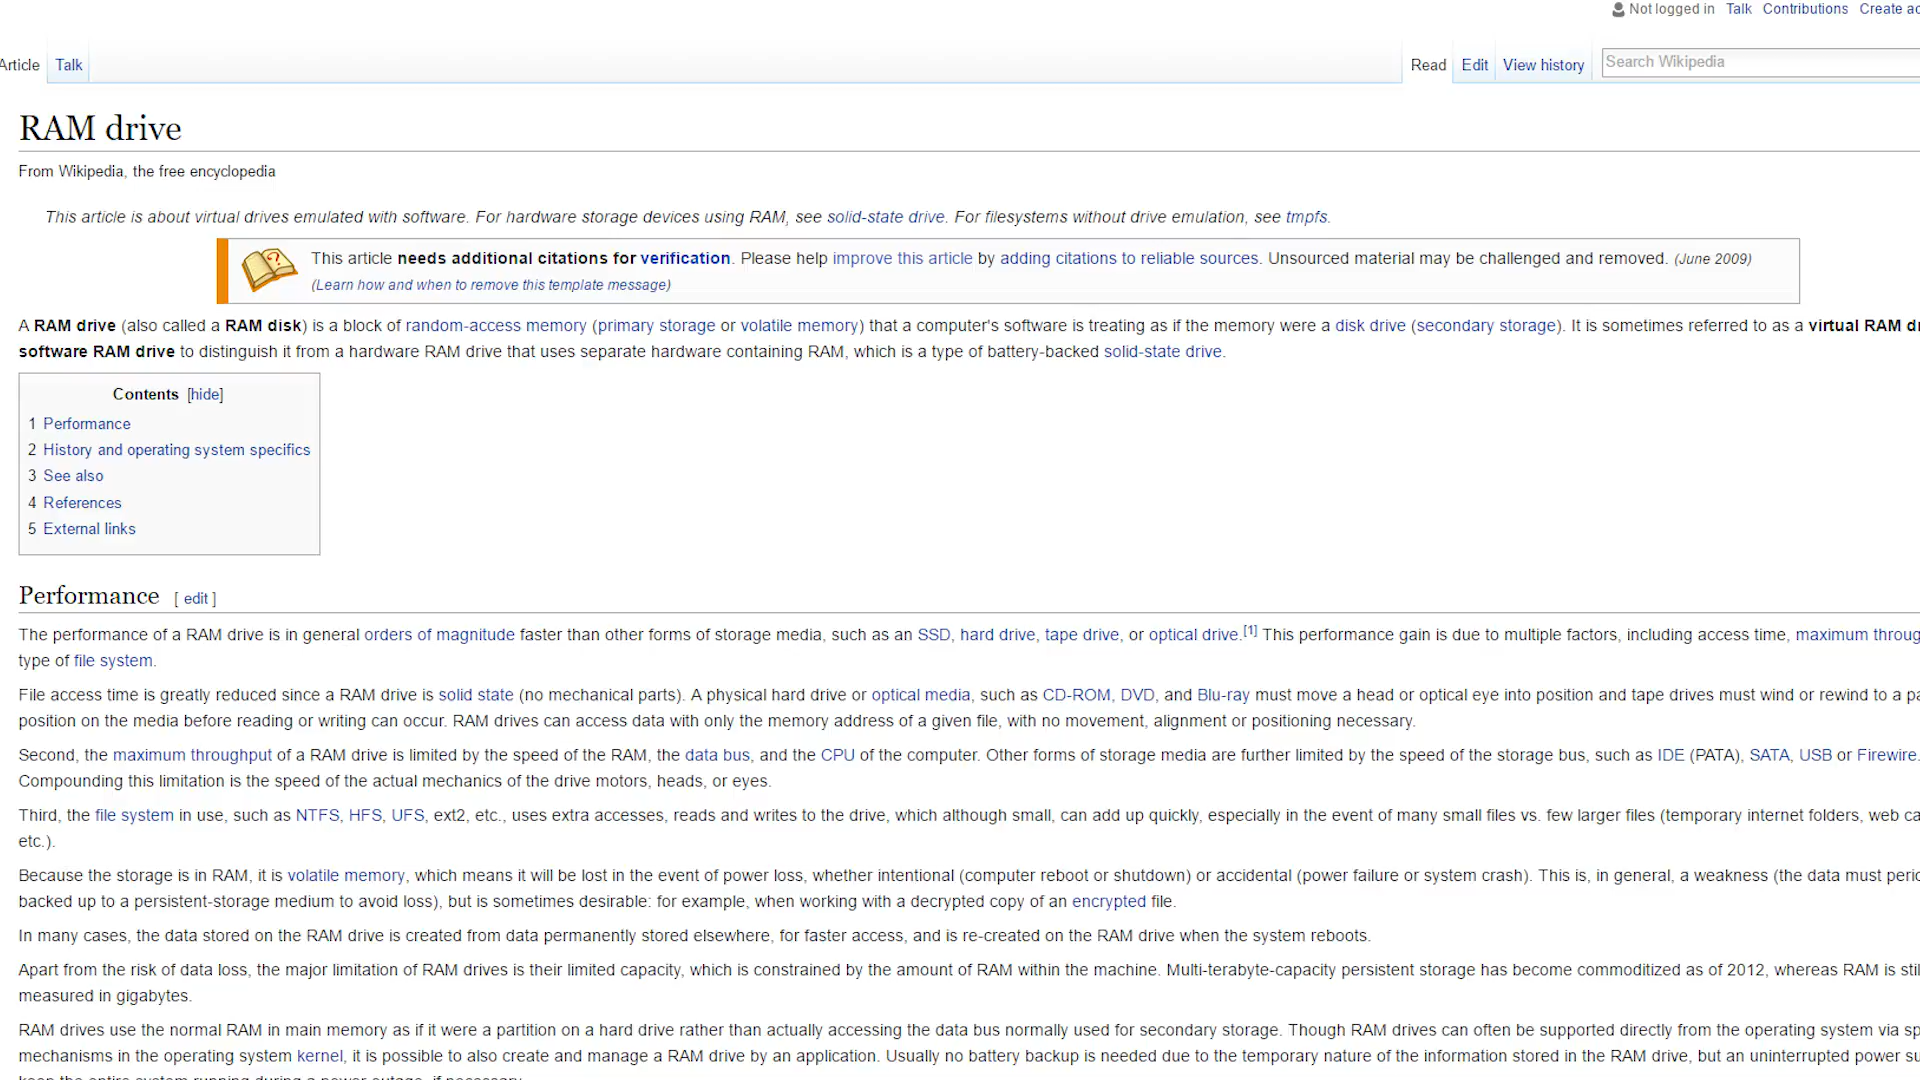 Not logged in Talk Contributions Create ac
Article Talk Read Edit View history Search Wikipedia
RAM drive
From Wikipedia, the free encyclopedia
This article is about virtual drives emulated with software. For hardware storage devices using RAM, see solid-state drive. For filesystems without drive emulation, see tmpfs.
This article needs additional citations for verification. Please help improve this article by adding citations to reliable sources. Unsourced material may be challenged and removed. (June 2009)
(Learn how and when to remove this template message)
A RAM drive (also called a RAM disk) is a block of random-access memory (primary storage or volatile memory) that a computer's software is treating as if the memory were a disk drive (secondary storage). It is sometimes referred to as a virtual RAM dr
software RAM drive to distinguish it from a hardware RAM drive that uses separate hardware containing RAM, which is a type of battery-backed solid-state drive.
Contents [hide]
1 Performance
2 History and operating system specifics
3 See also
4 References
5 External links
Performance [ edit ]
The performance of a RAM drive is in general orders of magnitude faster than other forms of storage media, such as an SSD, hard drive, tape drive, or optical drive.[1] This performance gain is due to multiple factors, including access time, maximum throug
type of file system.
File access time is greatly reduced since a RAM drive is solid state (no mechanical parts). A physical hard drive or optical media, such as CD-ROM, DVD, and Blu-ray must move a head or optical eye into position and tape drives must wind or rewind to a pa
position on the media before reading or writing can occur. RAM drives can access data with only the memory address of a given file, with no movement, alignment or positioning necessary.
Second, the maximum throughput of a RAM drive is limited by the speed of the RAM, the data bus, and the CPU of the computer. Other forms of storage media are further limited by the speed of the storage bus, such as IDE (PATA), SATA, USB or Firewire.
Compounding this limitation is the speed of the actual mechanics of the drive motors, heads, or eyes.
Third, the file system in use, such as NTFS, HFS, UFS, ext2, etc., uses extra accesses, reads and writes to the drive, which although small, can add up quickly, especially in the event of many small files vs. few larger files (temporary internet folders, web ca
etc.).
Because the storage is in RAM, it is volatile memory, which means it will be lost in the event of power loss, whether intentional (computer reboot or shutdown) or accidental (power failure or system crash). This is, in general, a weakness (the data must perio
backed up to a persistent-storage medium to avoid loss), but is sometimes desirable: for example, when working with a decrypted copy of an encrypted file.
In many cases, the data stored on the RAM drive is created from data permanently stored elsewhere, for faster access, and is re-created on the RAM drive when the system reboots.
Apart from the risk of data loss, the major limitation of RAM drives is their limited capacity, which is constrained by the amount of RAM within the machine. Multi-terabyte-capacity persistent storage has become commoditized as of 2012, whereas RAM is stil
measured in gigabytes.
RAM drives use the normal RAM in main memory as if it were a partition on a hard drive rather than actually accessing the data bus normally used for secondary storage. Though RAM drives can often be supported directly from the operating system via sp
mechanisms in the operating system kernel, it is possible to also create and manage a RAM drive by an application. Usually no battery backup is needed due to the temporary nature of the information stored in the RAM drive, but an uninterrupted power su
keep the entire system running during a power outage, if necessary.